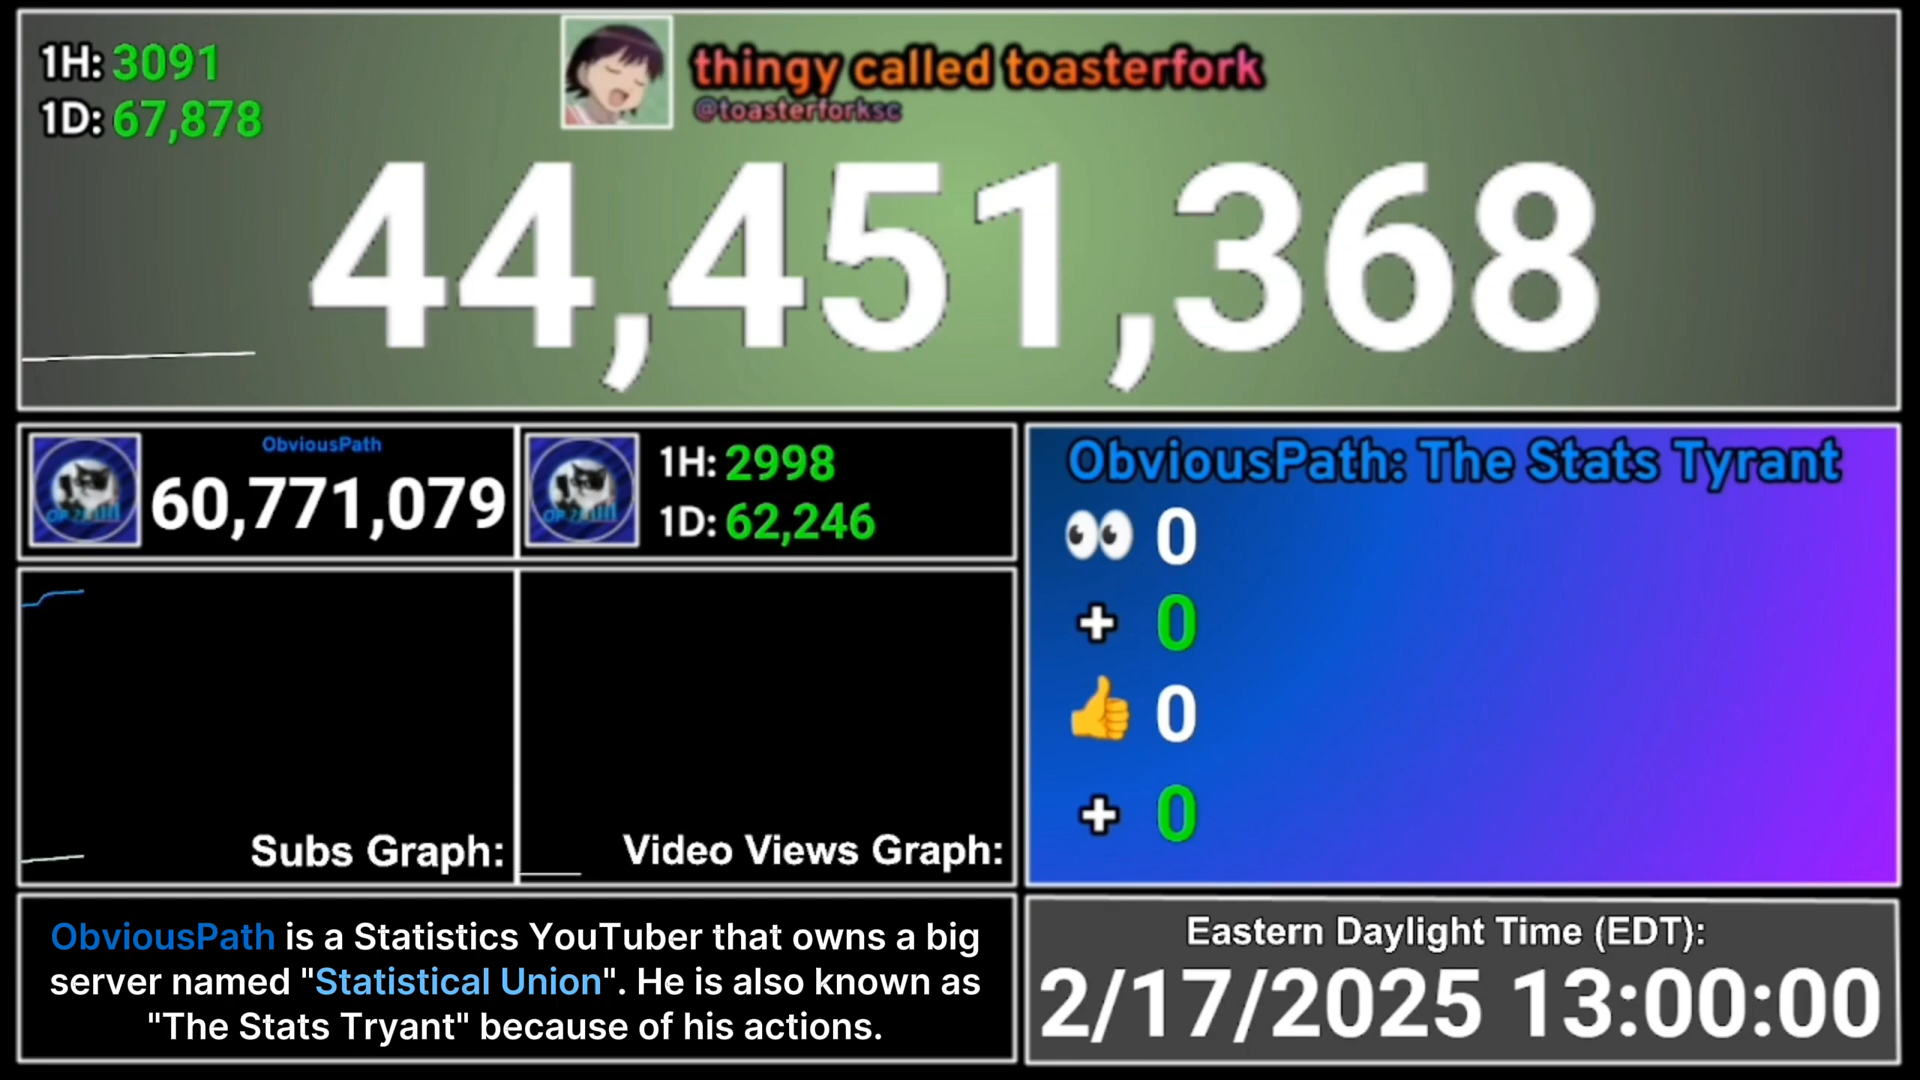 1H: 3091
1D: 67,878
thingy called toasterfork
@toasterforksc
44,451,368
ObviousPath
60,771,079
1H: 2998
1D: 62,246
Subs Graph:
Video Views Graph:
ObviousPath: The Stats Tyrant
0
+ 0
0
+ 0
ObviousPath is a Statistics YouTuber that owns a big
server named "Statistical Union". He is also known as
"The Stats Tryant" because of his actions.
Eastern Daylight Time (EDT):
2/17/2025 13:00:00